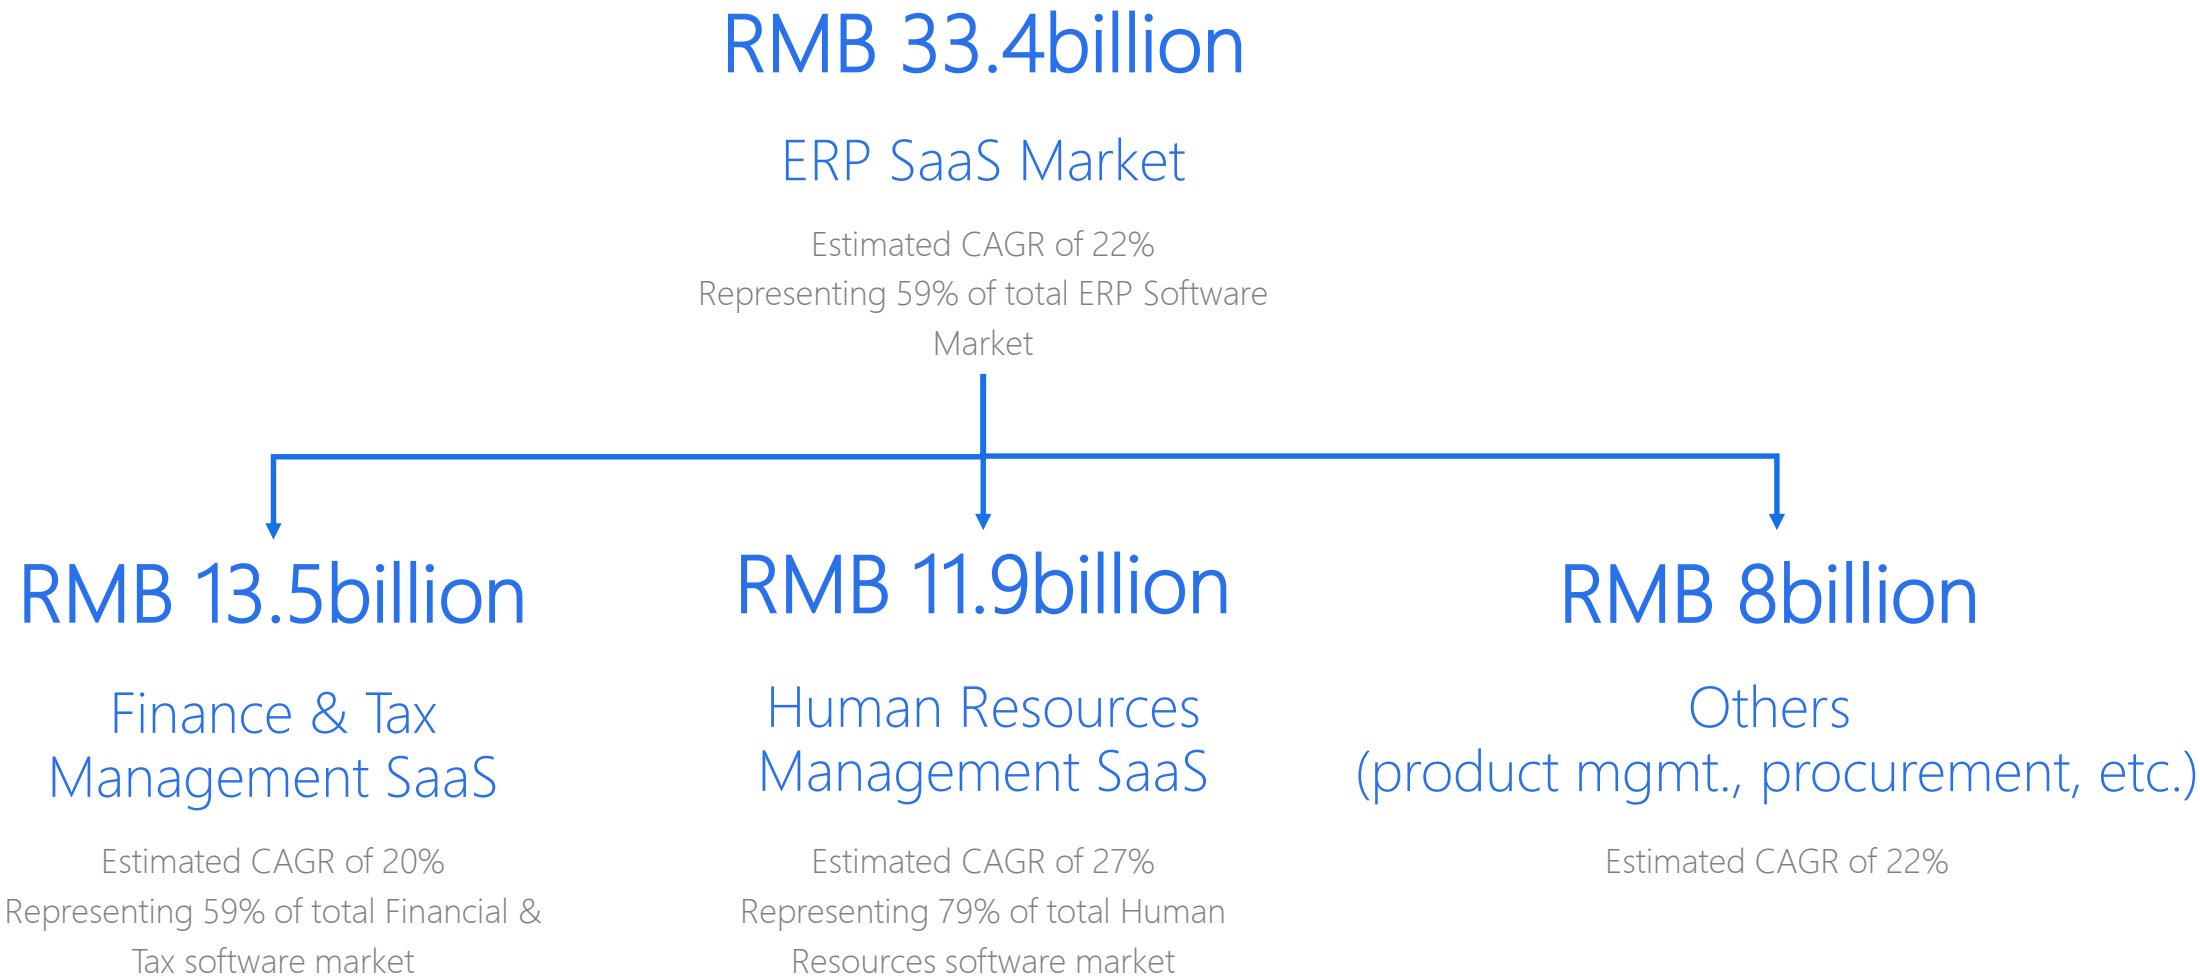 RMB 33.4billion
ERP SaaS Market
Estimated CAGR of 22%
Representing 59% of total ERP Software
Market
RMB 13.5billion
Finance & Tax
Management SaaS
Estimated CAGR of 20%
Representing 59% of total Financial &
Tax software market
RMB 11.9billion
Human Resources
Management SaaS
Estimated CAGR of 27%
Representing 79% of total Human
Resources software market
RMB 8billion
Others
(product mgmt., procurement, etc.)
Estimated CAGR of 22%